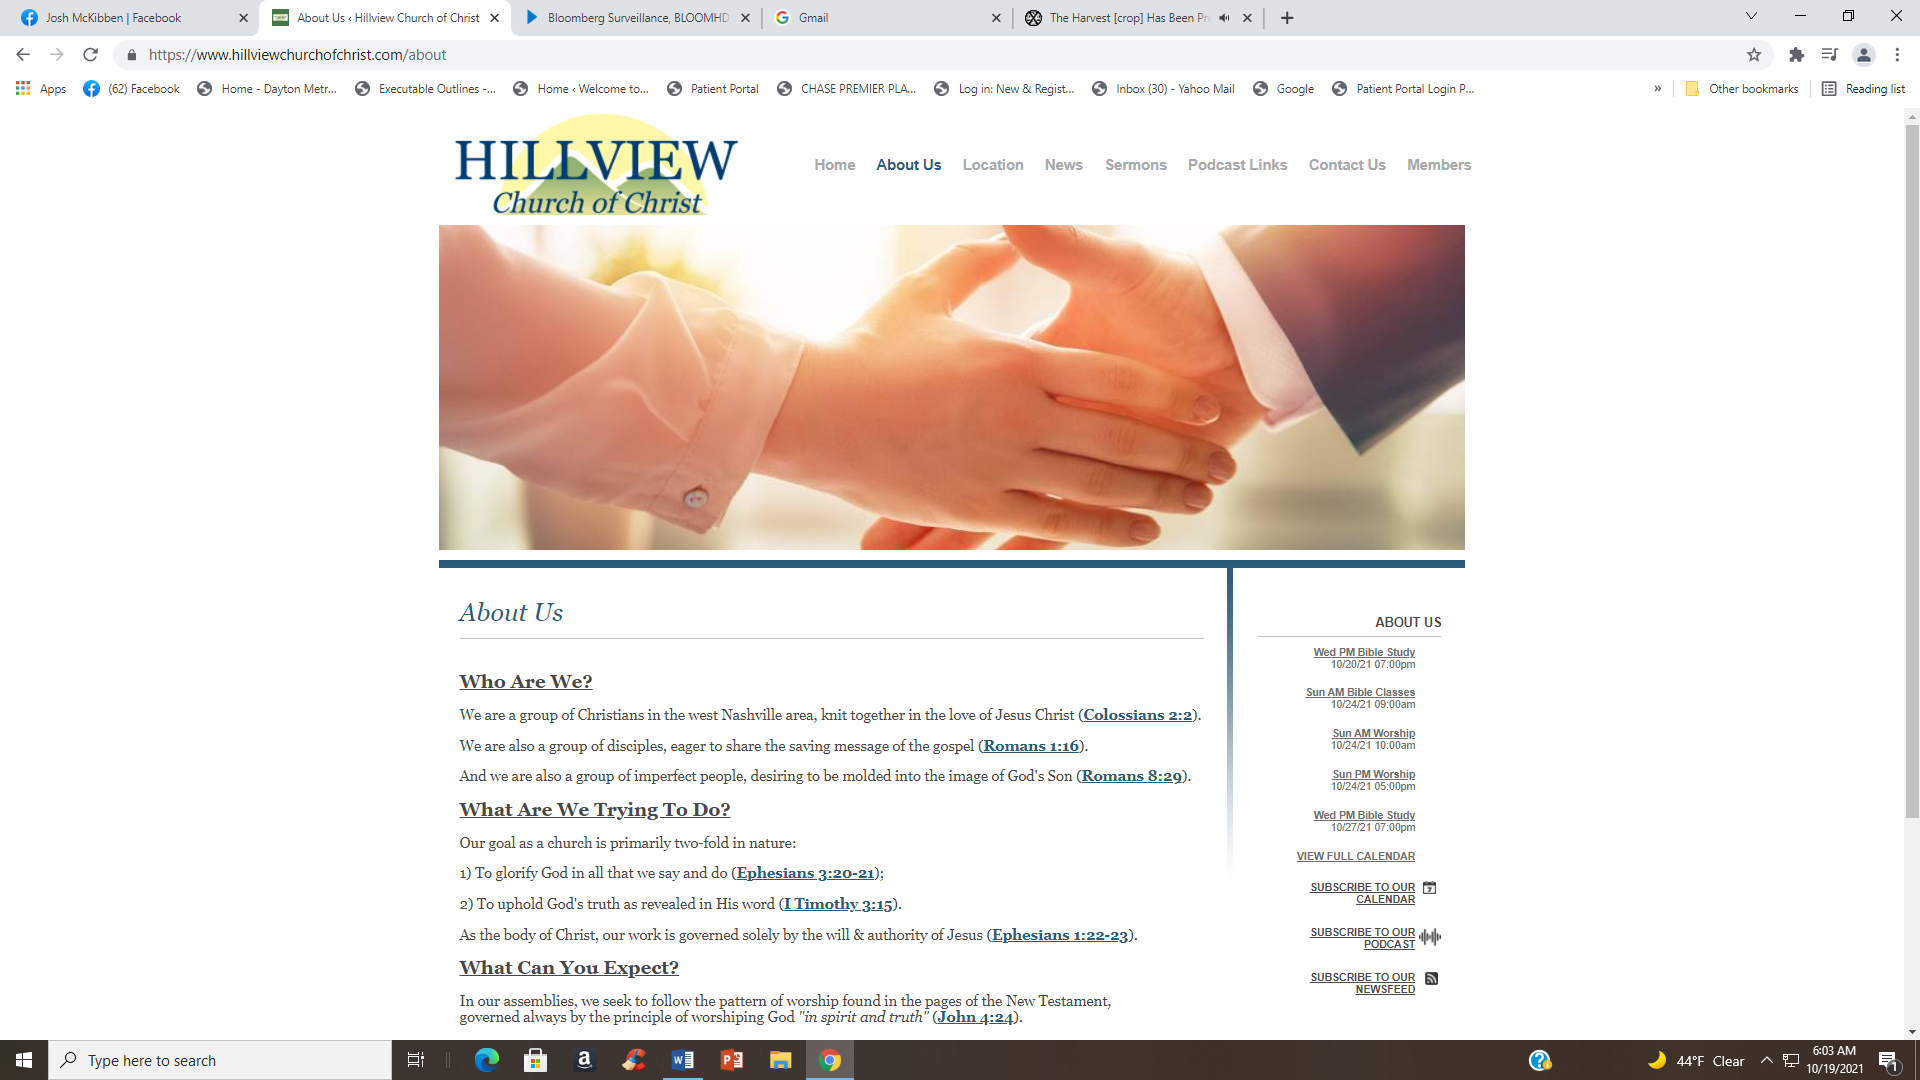 Josh McKibben | Facebook
About Us ‹ Hillview Church of Christ
Bloomberg Surveillance, BLOOMHD
Gmail
The Harvest [crop] Has Been Pr
https://www.hillviewchurchofchrist.com/about
Apps
(62) Facebook
Home - Dayton Metr...
Executable Outlines -...
Home ‹ Welcome to...
Patient Portal
CHASE PREMIER PLA...
Log in: New & Regist...
Inbox (30) - Yahoo Mail
Google
Patient Portal Login P...
»
Other bookmarks
Reading list
HILLVIEW
Church of Christ
Home
About Us
Location
News
Sermons
Podcast Links
Contact Us
Members
About Us
Who Are We?
We are a group of Christians in the west Nashville area, knit together in the love of Jesus Christ (Colossians 2:2).
We are also a group of disciples, eager to share the saving message of the gospel (Romans 1:16).
And we are also a group of imperfect people, desiring to be molded into the image of God's Son (Romans 8:29).
What Are We Trying To Do?
Our goal as a church is primarily two-fold in nature:
1) To glorify God in all that we say and do (Ephesians 3:20-21);
2) To uphold God's truth as revealed in His word (I Timothy 3:15).
As the body of Christ, our work is governed solely by the will & authority of Jesus (Ephesians 1:22-23).
What Can You Expect?
In our assemblies, we seek to follow the pattern of worship found in the pages of the New Testament,
governed always by the principle of worshiping God "in spirit and truth" (John 4:24).
ABOUT US
Wed PM Bible Study
10/20/21 07:00pm
Sun AM Bible Classes
10/24/21 09:00am
Sun AM Worship
10/24/21 10:00am
Sun PM Worship
10/24/21 05:00pm
Wed PM Bible Study
10/27/21 07:00pm
VIEW FULL CALENDAR
SUBSCRIBE TO OUR
CALENDAR
SUBSCRIBE TO OUR
PODCAST
SUBSCRIBE TO OUR
NEWSFEED
Type here to search
44°F Clear
6:03 AM
10/19/2021
1